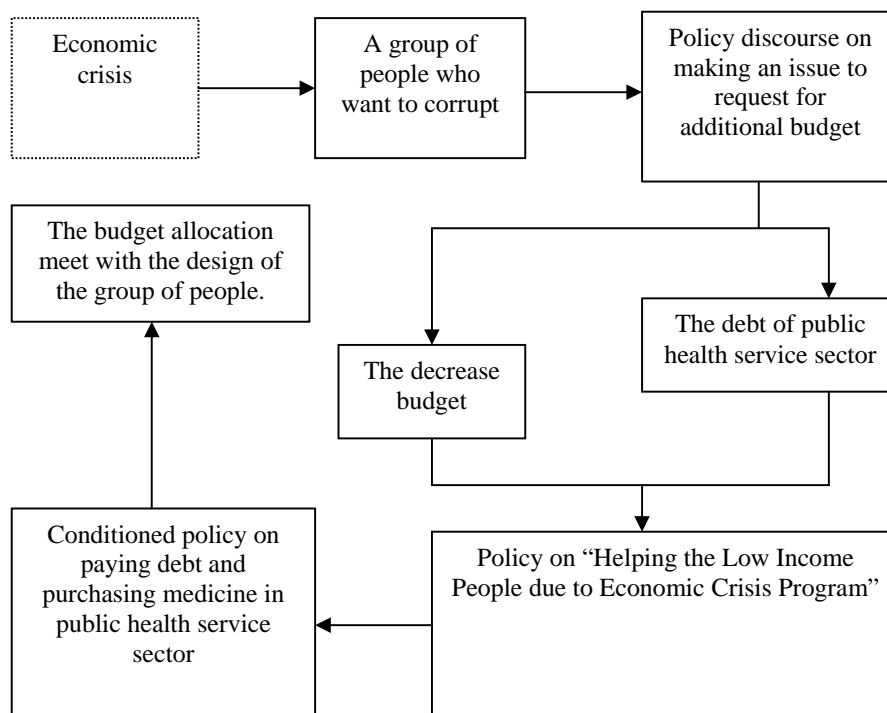 Economic
crisis
A group of
people who
want to corrupt
Policy discourse on
making an issue to
request for
additional budget
The budget allocation
meet with the design of
the group of people.
The decrease
budget
The debt of public
health service sector
Conditioned policy on
paying debt and
purchasing medicine in
public health service
sector
Policy on “Helping the Low Income
People due to Economic Crisis Program”